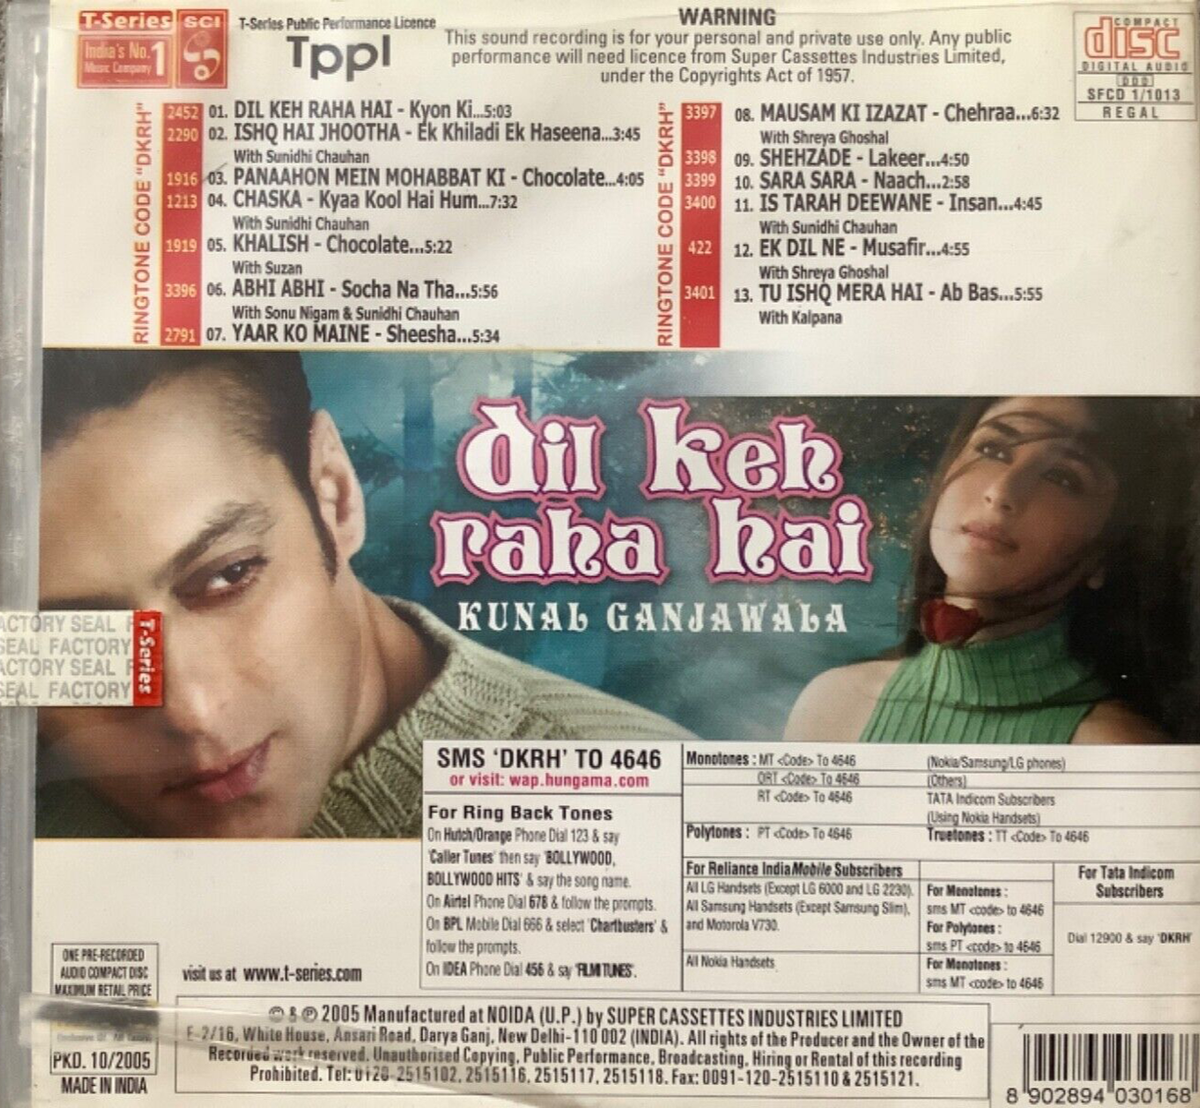 T-Series
SCI
India's No. 1
Music Company
T-Series Public Performance Licence
Tppl
WARNING
This sound recording is for your personal and private use only. Any public
performance will need licence from Super Cassettes Industries Limited,
under the Copyrights Act of 1957.
COMPACT
disc
DIGITAL AUDIO
DDD
SFCD 1/1013
REGAL
RINGTONE CODE "DKRH"
2452 01. DIL KEH RAHA HAI - Kyon Ki...5:03
2290 02. ISHQ HAI JHOOTHA - Ek Khiladi Ek Haseena...3:45
With Sunidhi Chauhan
1916 03. PANAAHON MEIN MOHABBAT KI - Chocolate...4:05
1213 04. CHASKA - Kyaa Kool Hai Hum...7:32
With Sunidhi Chauhan
1919 05. KHALISH - Chocolate...5:22
With Suzan
3396 06. ABHI ABHI - Socha Na Tha...5:56
With Sonu Nigam & Sunidhi Chauhan
2791 07. YAAR KO MAINE - Sheesha...5:34
RINGTONE CODE "DKRH"
3397 08. MAUSAM KI IZAZAT - Chehraa...6:32
With Shreya Ghoshal
3398 09. SHEHZADE - Lakeer...4:50
3399 10. SARA SARA - Naach...2:58
3400 11. IS TARAH DEEWANE - Insan...4:45
With Sunidhi Chauhan
422 12. EK DIL NE - Musafir...4:55
With Shreya Ghoshal
3401 13. TU ISHQ MERA HAI - Ab Bas...5:55
With Kalpana
dil keh
raha hai
KUNAL GANJAWALA
ACTORY SEAL F
SEAL FACTORY
ACTORY SEAL F
SEAL FACTORY
T-Series
SMS 'DKRH' TO 4646
or visit: wap.hungama.com
For Ring Back Tones
On Hutch/Orange Phone Dial 123 & say
'Caller Tunes' then say 'BOLLYWOOD,
BOLLYWOOD HITS' & say the song name.
On Airtel Phone Dial 678 & follow the prompts.
On BPL Mobile Dial 666 & select 'Chartbusters' &
follow the prompts.
On IDEA Phone Dial 456 & say 'FILMI TUNES'.
Monotones : MT <Code> To 4646 (Nokia/Samsung/LG phones)
ORT <Code> To 4646 (Others)
RT <Code> To 4646 TATA Indicom Subscribers
(Using Nokia Handsets)
Polytones : PT <Code> To 4646 Truetones : TT <Code> To 4646
For Reliance IndiaMobile Subscribers
All LG Handsets (Except LG 6000 and LG 2230),
All Samsung Handsets (Except Samsung Slim),
and Motorola V730.
All Nokia Handsets
For Monotones :
sms MT <code> to 4646
For Polytones :
sms PT <code> to 4646
For Monotones :
sms MT <code> to 4646
For Tata Indicom
Subscribers
Dial 12900 & say 'DKRH'
ONE PRE-RECORDED
AUDIO COMPACT DISC
MAXIMUM RETAIL PRICE
PKD. 10/2005
MADE IN INDIA
visit us at www.t-series.com
© & ℗ 2005 Manufactured at NOIDA (U.P.) by SUPER CASSETTES INDUSTRIES LIMITED
E-2/16, White House, Ansari Road, Darya Ganj, New Delhi-110 002 (INDIA). All rights of the Producer and the Owner of the
Recorded work reserved. Unauthorised Copying, Public Performance, Broadcasting, Hiring or Rental of this recording
Prohibited. Tel: 0120-2515102, 2515116, 2515117, 2515118. Fax: 0091-120-2515110 & 2515121.
8 902894 030168